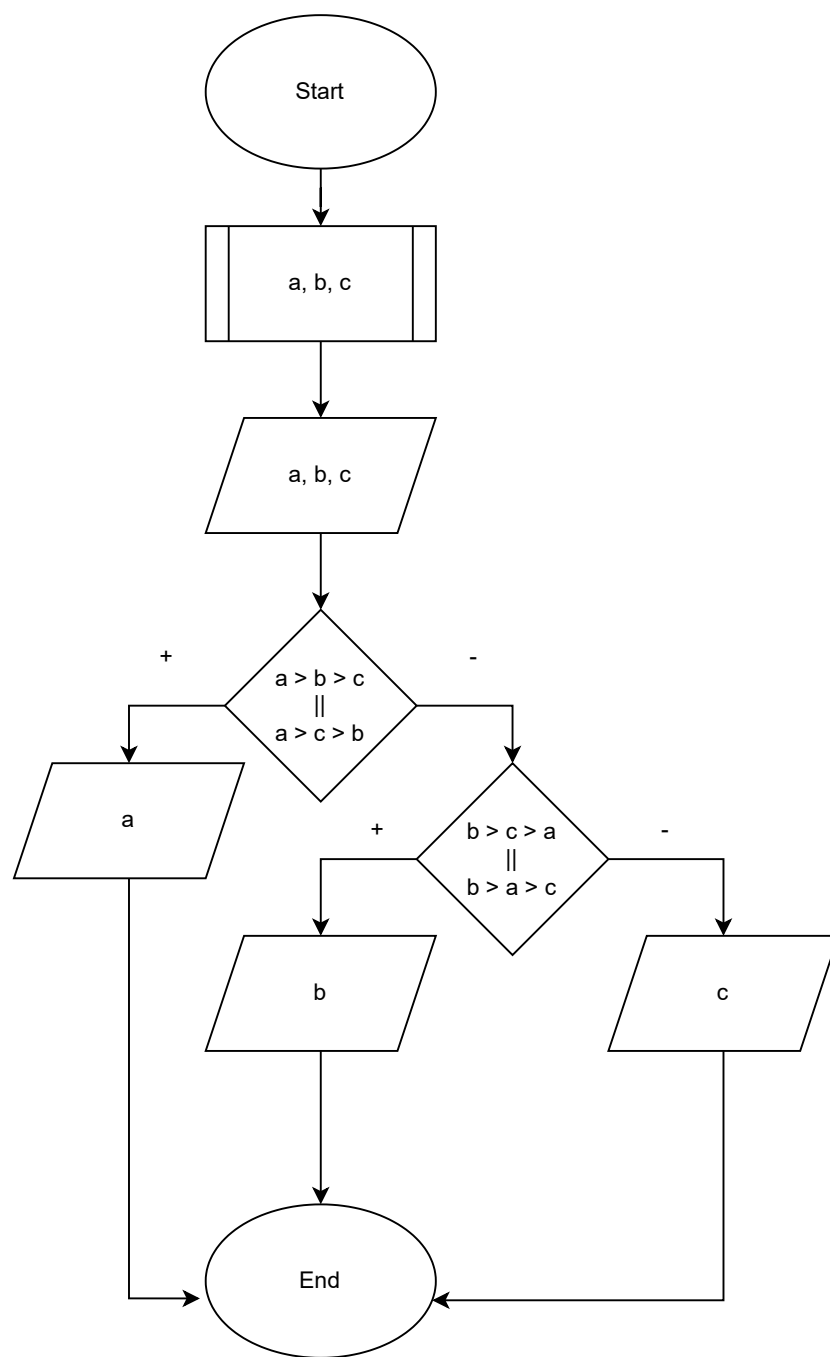 Start
a, b, c
a, b, c
+
-
a > b > c
||
a > c > b
a
+
-
b > c > a
||
b > a > c
b
c
End